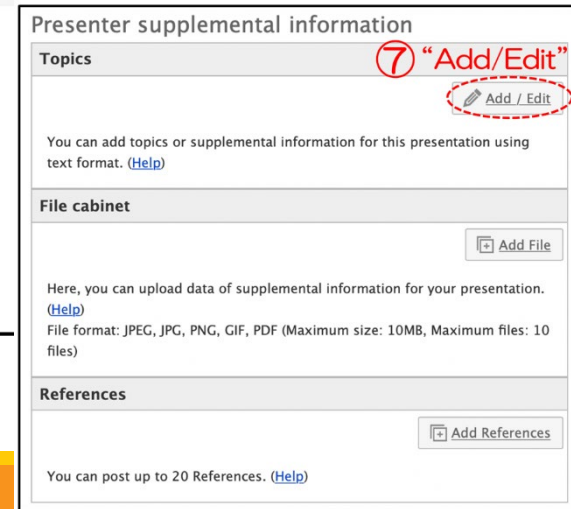 Presenter supplemental information
Topics
⑦ “Add/Edit”
Add / Edit
You can add topics or supplemental information for this presentation using
text format. (Help)
File cabinet
Add File
Here, you can upload data of supplemental information for your presentation.
(Help)
File format: JPEG, JPG, PNG, GIF, PDF (Maximum size: 10MB, Maximum files: 10
files)
References
Add References
You can post up to 20 References. (Help)